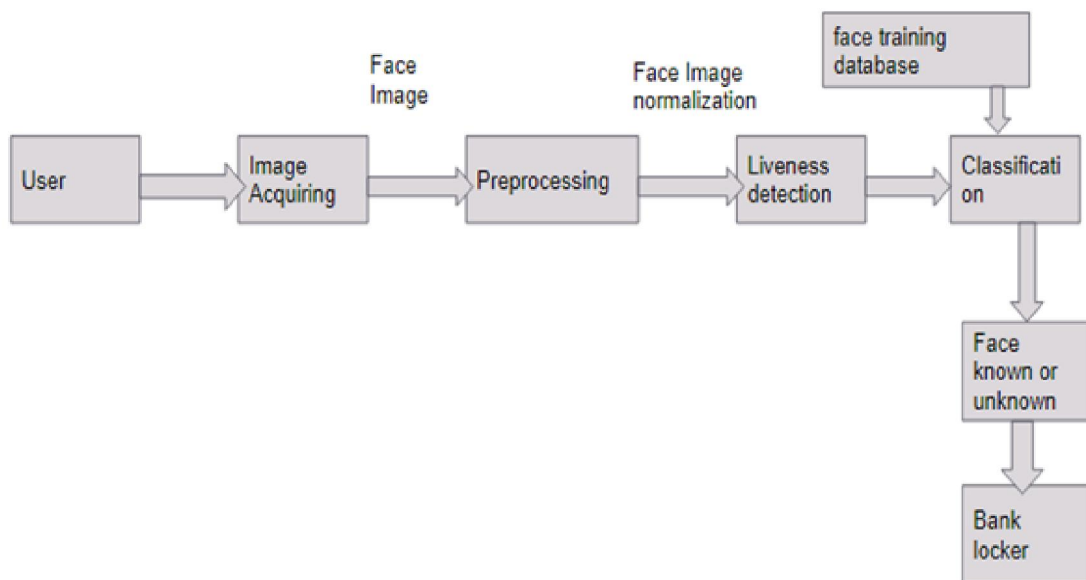 face training
database
Face
Image
Face Image
normalization
User
Image
Acquiring
Preprocessing
Liveness
detection
Classificati
on
Face
known or
unknown
Bank
locker